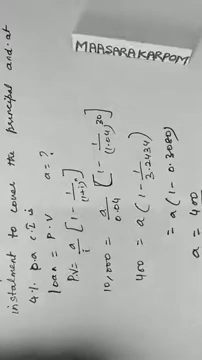 MAASARAKARPOM
instalment to cover the principal and at
4% p.a C.I is
loan = P.V a = ?
P.V = a/i [1 - 1/(1+i)ⁿ]
10,000 = a/0.04 [1 - 1/(1.04)³⁰]
400 = a (1 - 1/3.2434)
= a (1 - 0.3080)
a = 400